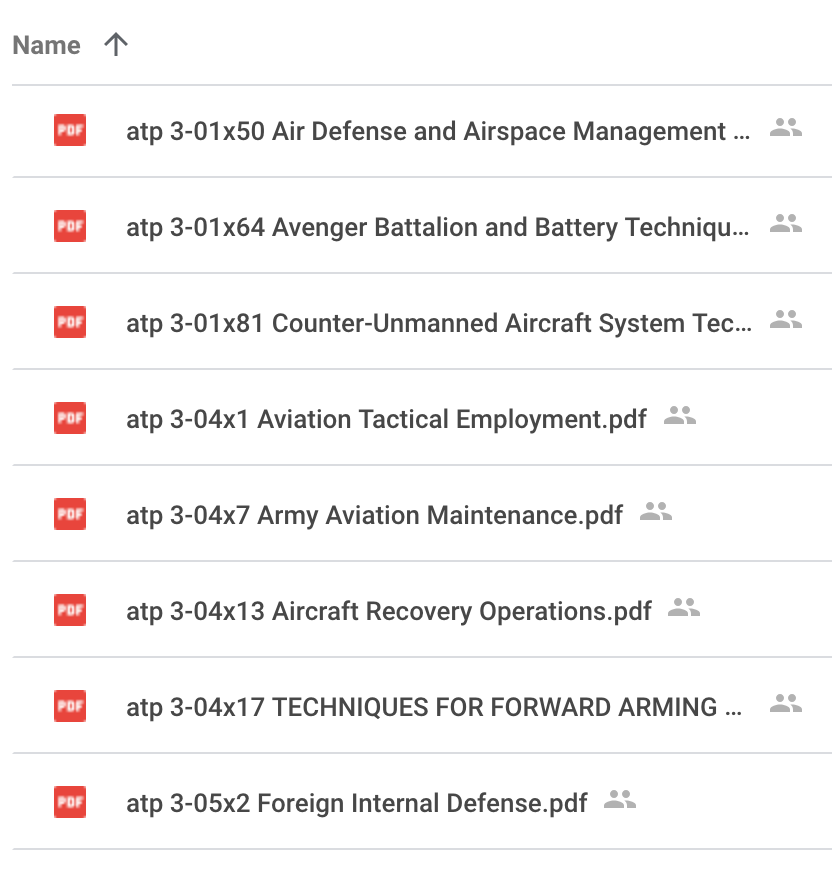 Name
PDF atp 3-01x50 Air Defense and Airspace Management ...
PDF atp 3-01x64 Avenger Battalion and Battery Techniqu...
PDF atp 3-01x81 Counter-Unmanned Aircraft System Tec...
PDF atp 3-04x1 Aviation Tactical Employment.pdf
PDF atp 3-04x7 Army Aviation Maintenance.pdf
PDF atp 3-04x13 Aircraft Recovery Operations.pdf
PDF atp 3-04x17 TECHNIQUES FOR FORWARD ARMING ...
PDF atp 3-05x2 Foreign Internal Defense.pdf